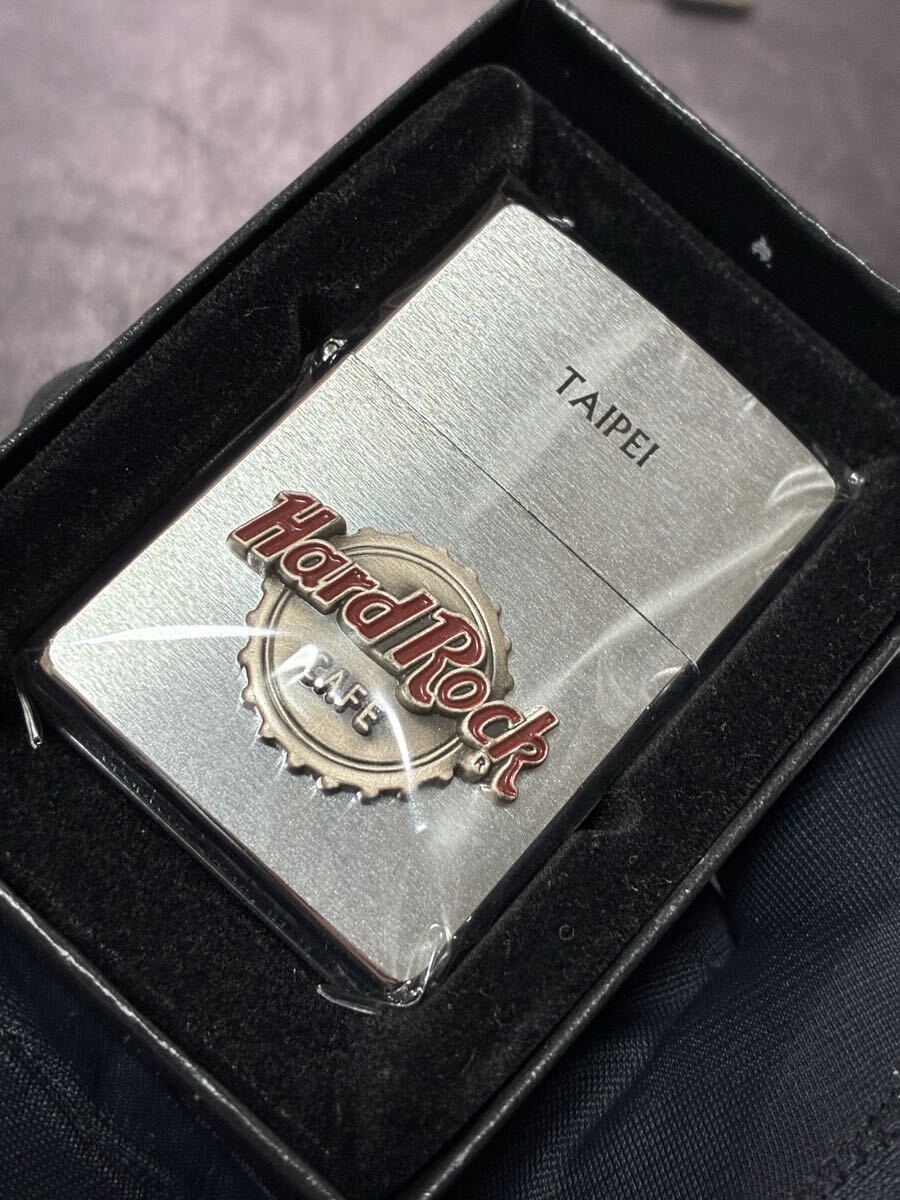 TAIPEI
Hard Rock
CAFE
®